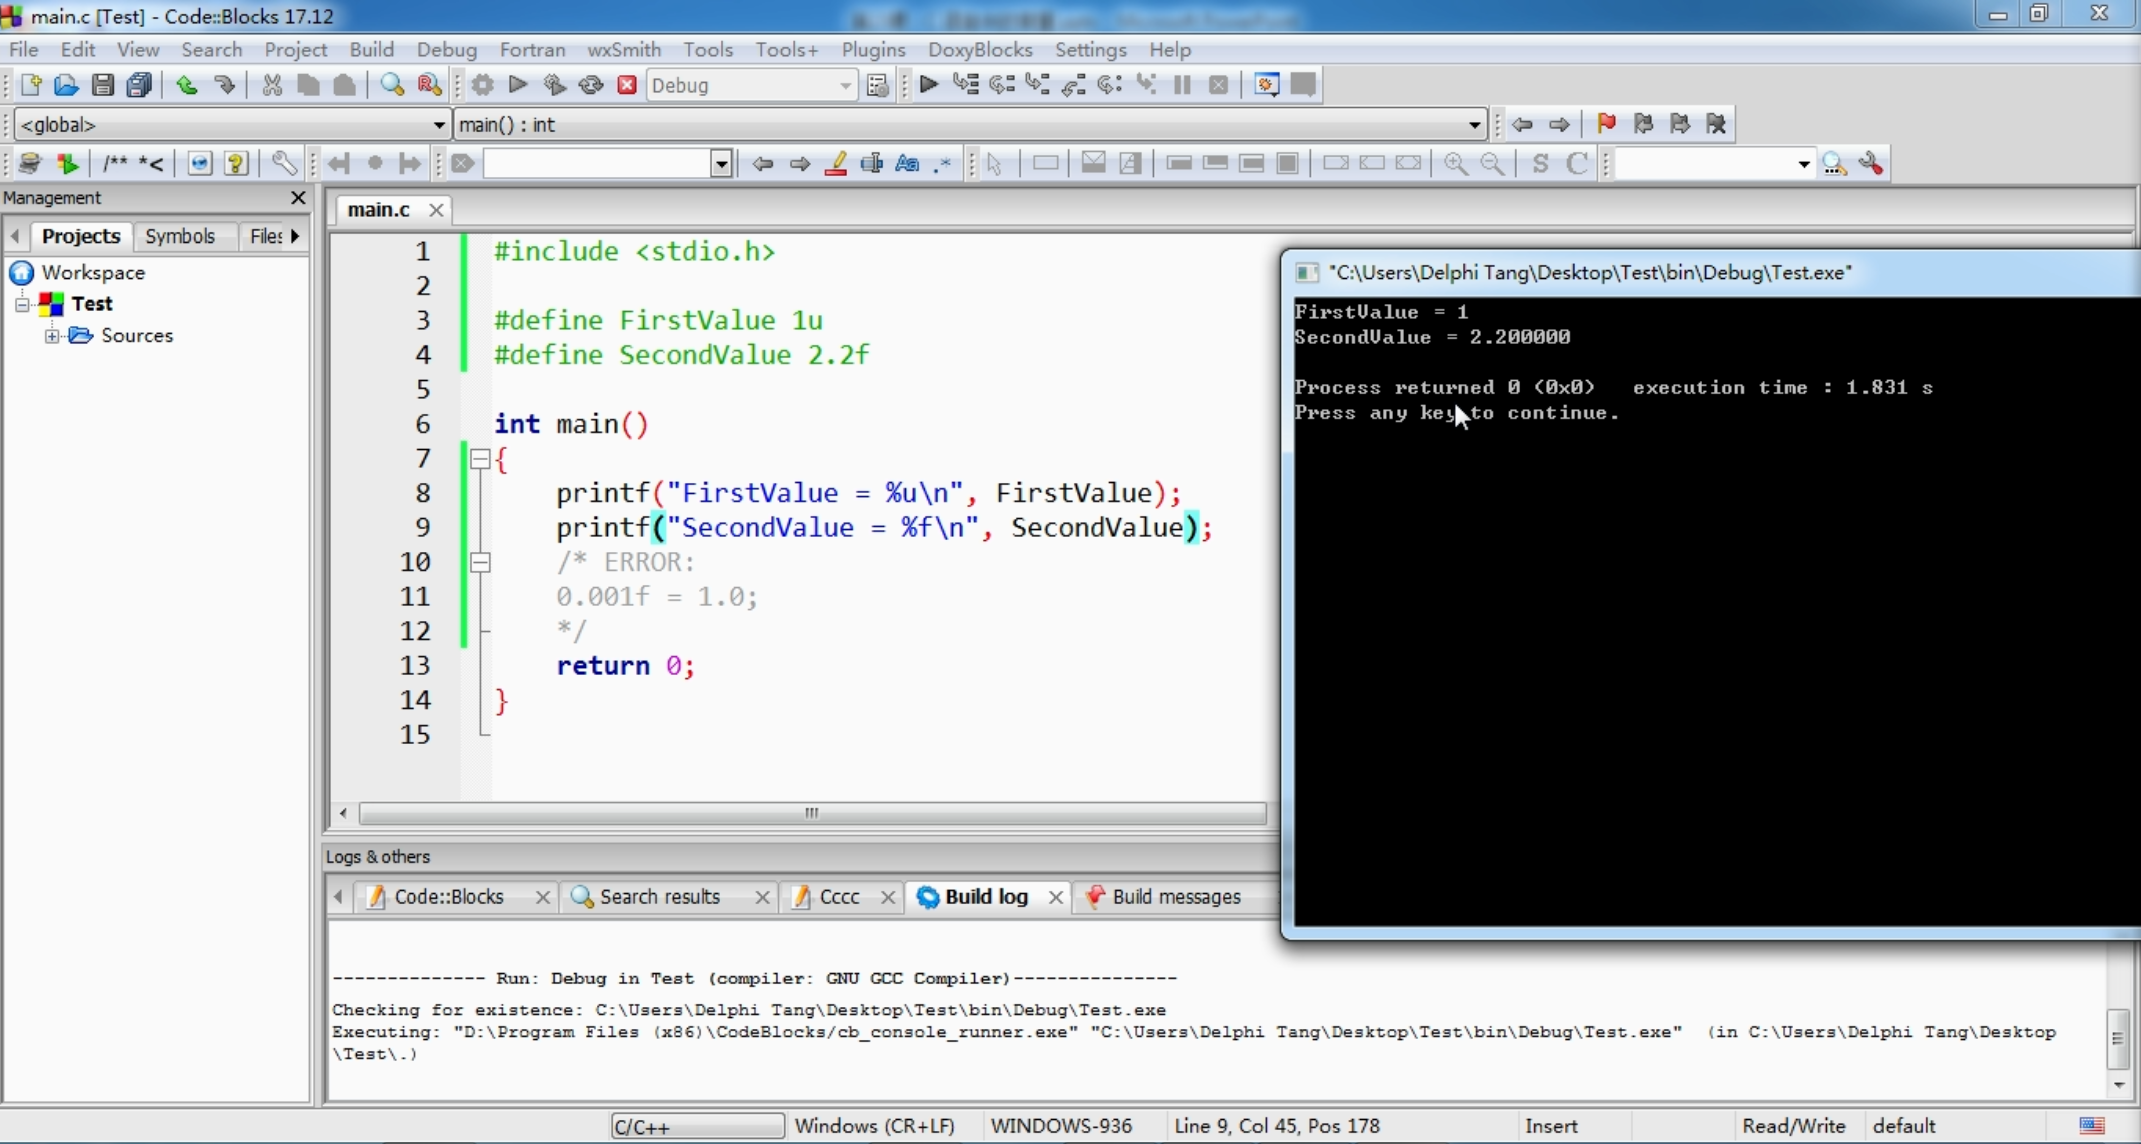 main.c [Test] - Code::Blocks 17.12
File Edit View Search Project Build Debug Fortran wxSmith Tools Tools+ Plugins DoxyBlocks Settings Help
Debug
<global>
main() : int
/** *<
Aa .*
S C
Management
Projects Symbols Files
Workspace
Test
Sources
main.c
1 #include <stdio.h>
2
3 #define FirstValue 1u
4 #define SecondValue 2.2f
5
6 int main()
7 {
8 printf("FirstValue = %u\n", FirstValue);
9 printf("SecondValue = %f\n", SecondValue);
10 /* ERROR:
11 0.001f = 1.0;
12 */
13 return 0;
14 }
15
"C:\Users\Delphi Tang\Desktop\Test\bin\Debug\Test.exe"
FirstValue = 1
SecondValue = 2.200000
Process returned 0 (0x0) execution time : 1.831 s
Press any key to continue.
Logs & others
Code::Blocks Search results Cccc Build log Build messages
-------------- Run: Debug in Test (compiler: GNU GCC Compiler)---------------
Checking for existence: C:\Users\Delphi Tang\Desktop\Test\bin\Debug\Test.exe
Executing: "D:\Program Files (x86)\CodeBlocks/cb_console_runner.exe" "C:\Users\Delphi Tang\Desktop\Test\bin\Debug\Test.exe" (in C:\Users\Delphi Tang\Desktop
\Test\.)
C/C++ Windows (CR+LF) WINDOWS-936 Line 9, Col 45, Pos 178 Insert Read/Write default